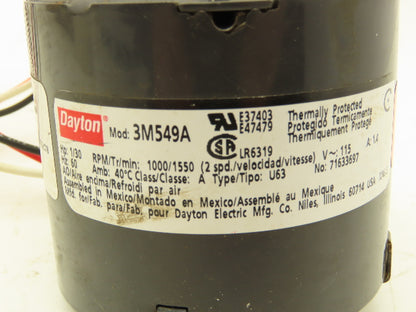 Dayton Mod: 3M549A
E37403
E47479
LR6319
Thermally Protected
Protegido Termicamente
Thermiquement Protegé
Hp: 1/30 RPM/Tr/min: 1000/1550 (2 spd./velocidad/vitesse) V~: 115 A: 1.4
Hz: 60 Amb: 40°C Class/Classe: A Type/Tipo: U63 No: 71633697
AO/Aire encima/Refroidi par air
Assembled in Mexico/Montado en Mexico/Assemblé au Mexique
Mfd. for/Fab. para/Fab. pour Dayton Electric Mfg. Co. Niles, Illinois 60714 USA